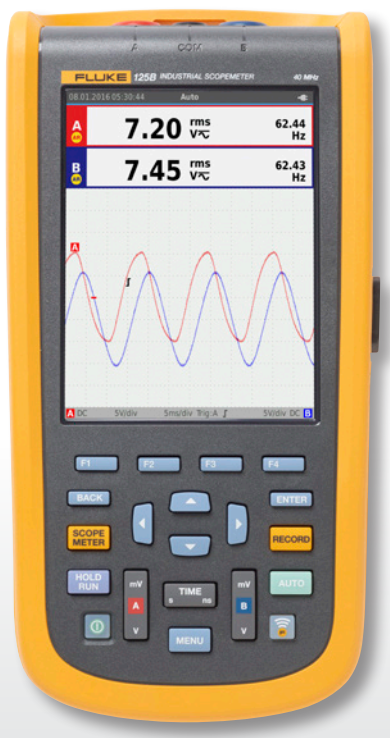 A COM B
FLUKE 125B INDUSTRIAL SCOPEMETER 40 MHz
08.01.2016 05:30:44 Auto
A 7.20 rms 62.44
AR V Hz
B 7.45 rms 62.43
AR V Hz
A
A DC 5V/div 5ms/div Trig:A 5V/div DC B
F1 F2 F3 F4
BACK ENTER
SCOPE
METER
RECORD
HOLD
RUN
mV
A
V
TIME
s ns
mV
B
V
AUTO
MENU